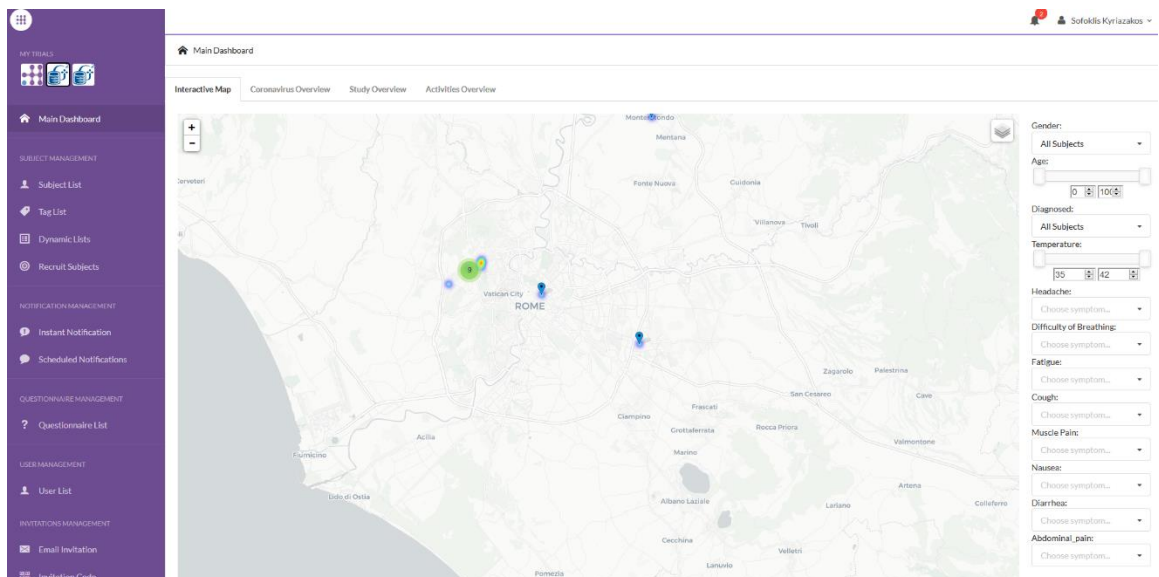 2
Sofoklis Kyriazakos
MY TRIALS
Main Dashboard
SUBJECT MANAGEMENT
Subject List
Tag List
Dynamic Lists
Recruit Subjects
NOTIFICATION MANAGEMENT
Instant Notification
Scheduled Notifications
QUESTIONNAIRE MANAGEMENT
? Questionnaire List
USER MANAGEMENT
User List
INVITATIONS MANAGEMENT
Email Invitation
Invitation Code
Main Dashboard
Interactive Map Coronavirus Overview Study Overview Activities Overview
+
−
Mentana
Cerveteri
Fonte Nuova
Guidonia
Villanova
Tivoli
9
Vatican City
ROME
Zagarolo
Palestrina
San Cesareo
Cave
Frascati
Ciampino
Grottaferrata
Rocca Priora
Acilia
Marino
Valmontone
Fiumicino
Artena
Lido di Ostia
Albano Laziale
Lariano
Colleferro
Cecchina
Velletri
Lanuvio
Pomezia
Gender:
All Subjects
Age:
0 100
Diagnosed:
All Subjects
Temperature:
35 42
Headache:
Choose symptom...
Difficulty of Breathing:
Choose symptom...
Fatigue:
Choose symptom...
Cough:
Choose symptom...
Muscle Pain:
Choose symptom...
Nausea:
Choose symptom...
Diarrhea:
Choose symptom...
Abdominal_pain:
Choose symptom...